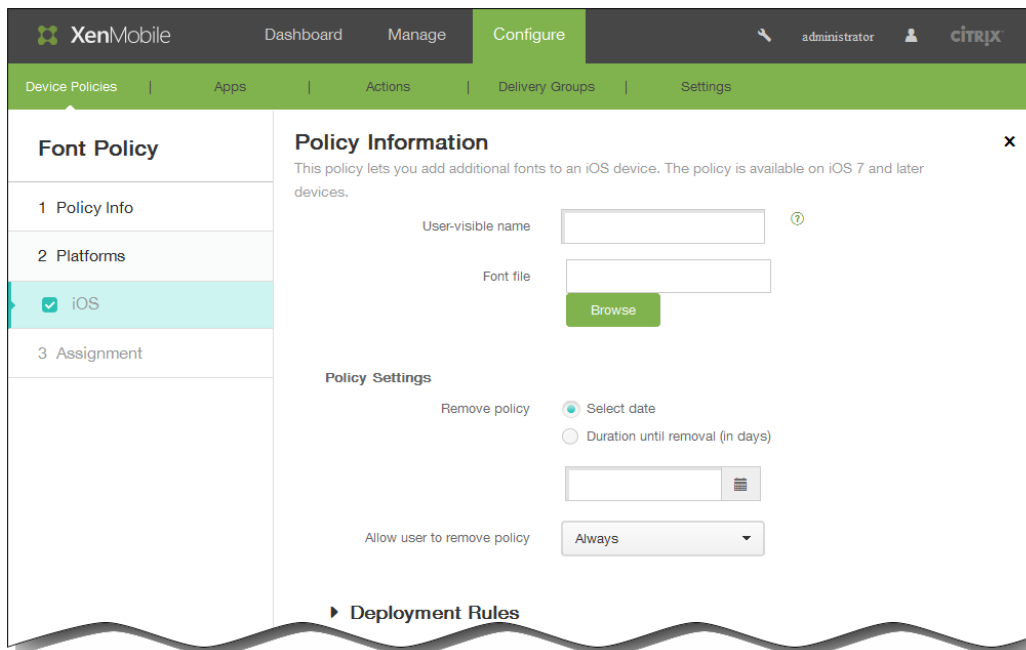 XenMobile Dashboard Manage Configure administrator CİTRIX
Device Policies | Apps | Actions | Delivery Groups | Settings
Font Policy
1 Policy Info
2 Platforms
iOS
3 Assignment
Policy Information
This policy lets you add additional fonts to an iOS device. The policy is available on iOS 7 and later
devices.
User-visible name
?
Font file
Browse
Policy Settings
Remove policy
Select date
Duration until removal (in days)
Allow user to remove policy
Always
Deployment Rules